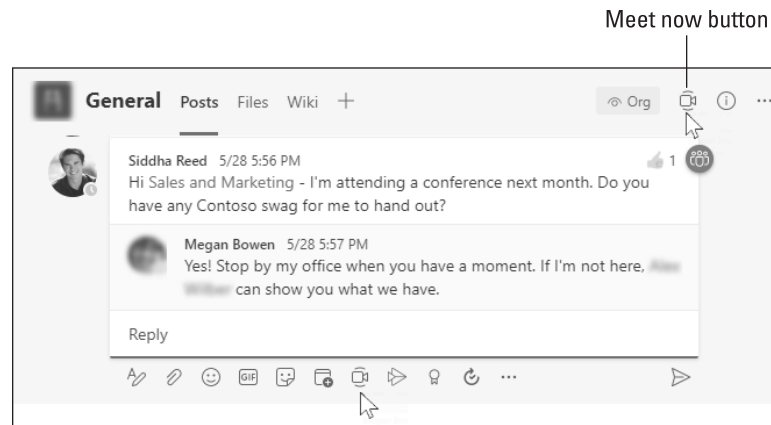 Meet now button
General Posts Files Wiki
Org
Siddha Reed 5/28 5:56 PM
1
Hi Sales and Marketing - I'm attending a conference next month. Do you
have any Contoso swag for me to hand out?
Megan Bowen 5/28 5:57 PM
Yes! Stop by my office when you have a moment. If I'm not here,
can show you what we have.
Reply
GIF